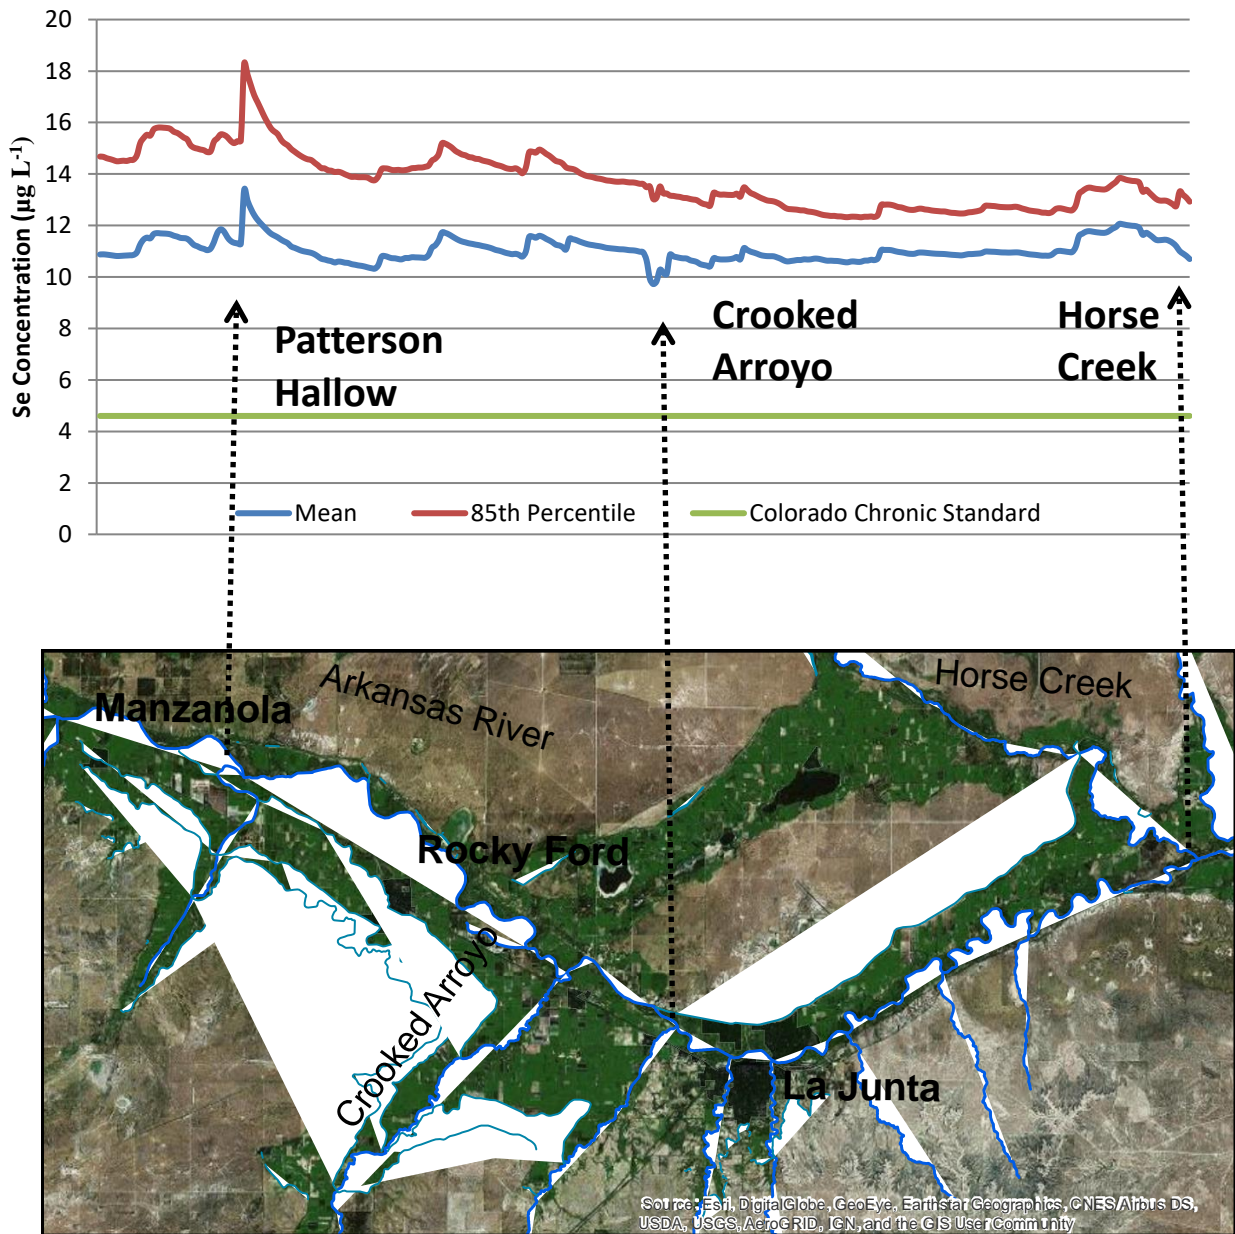 20
18
16
14
12
10
8
6
4
2
0
Se Concentration (µg L-1)
Patterson
Hallow
Crooked
Arroyo
Horse
Creek
Mean
85th Percentile
Colorado Chronic Standard
Manzanola
Arkansas River
Horse Creek
Rocky Ford
Crooked Arroyo
La Junta
Source: Esri, DigitalGlobe, GeoEye, Earthstar Geographics, CNES/Airbus DS,
USDA, USGS, AeroGRID, IGN, and the GIS User Community